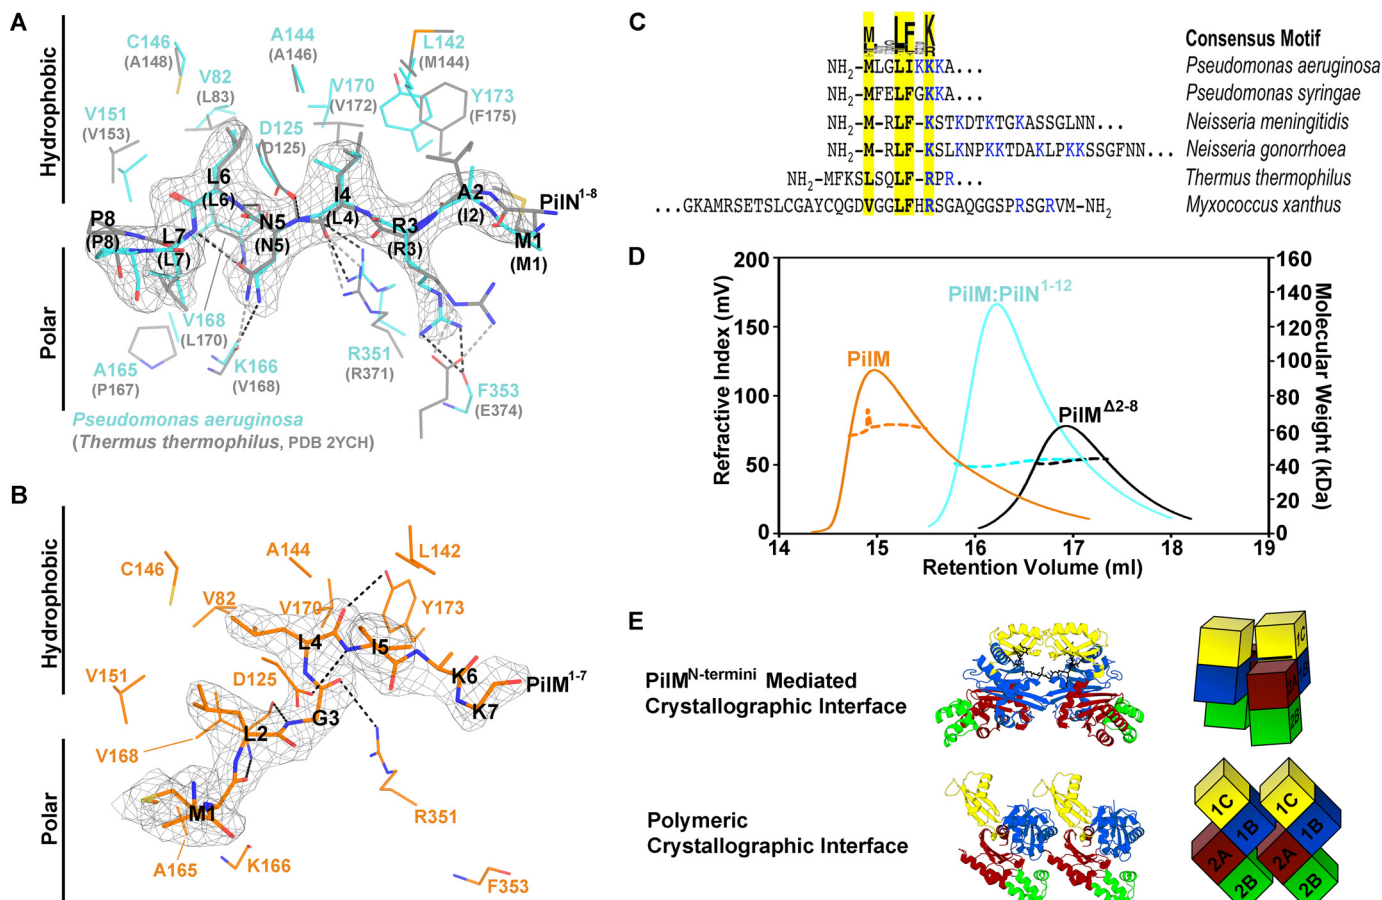 A
Hydrophobic
Polar
C146
(A148)
A144
(A146)
L142
(M144)
V82
(L83)
V170
(V172)
Y173
(F175)
V151
(V153)
D125
D125)
L6
(L6)
I4
(L4)
A2
(I2)
PilN1-8
P8
(P8)
L7
(L7)
N5
(N5)
R3
(R3)
M1
(M1)
V168
(L170)
A165
(P167)
K166
(V168)
R351
(R371)
F353
(E374)
Pseudomonas aeruginosa
(Thermus thermophilus, PDB 2YCH)
B
Hydrophobic
Polar
C146
A144
L142
V82
V170
Y173
L4
I5
V151
D125
K6
PilM1-7
K7
G3
L2
V168
M1
R351
A165
K166
F353
C
M LF K
R
Consensus Motif
NH2-MLGLIKKKA... Pseudomonas aeruginosa
NH2-MFELFGKKA... Pseudomonas syringae
NH2-M-RLF-KSTKDTKTGKASSGLNN... Neisseria meningitidis
NH2-M-RLF-KSLKNPKKTDAKLPKKSSGFNN... Neisseria gonorrhoea
NH2-MFKSLSQLFRPR... Thermus thermophilus
...GKAMRSETSLCGAYCQGDVGGLFHRSGAQGGSPRSGRVM-NH2 Myxococcus xanthus
D
Refractive Index (mV)
200
150
100
50
0
PilM
PilM:PilN1-12
PilMΔ2-8
160
140
120
100
80
60
40
20
0
Molecular Weight (kDa)
14 15 16 17 18 19
Retention Volume (ml)
E
PilMN-termini Mediated
Crystallographic Interface
1C
1B
2A
2B
Polymeric
Crystallographic Interface
1C 1C
1B 1B
2A 2A
2B 2B